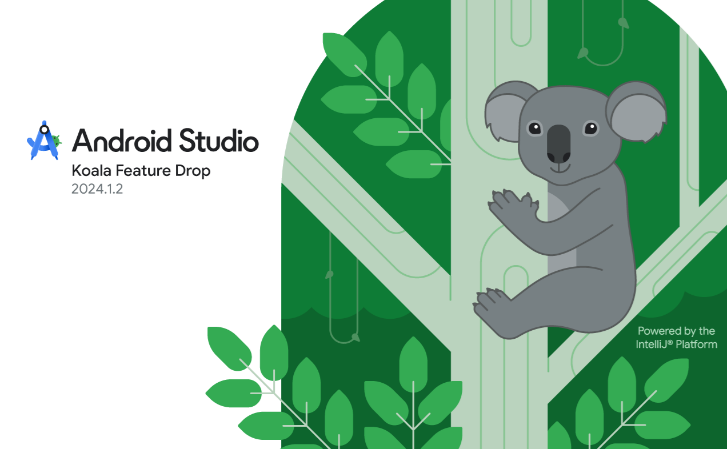 Android Studio
Koala Feature Drop
2024.1.2
Powered by the
IntelliJ® Platform